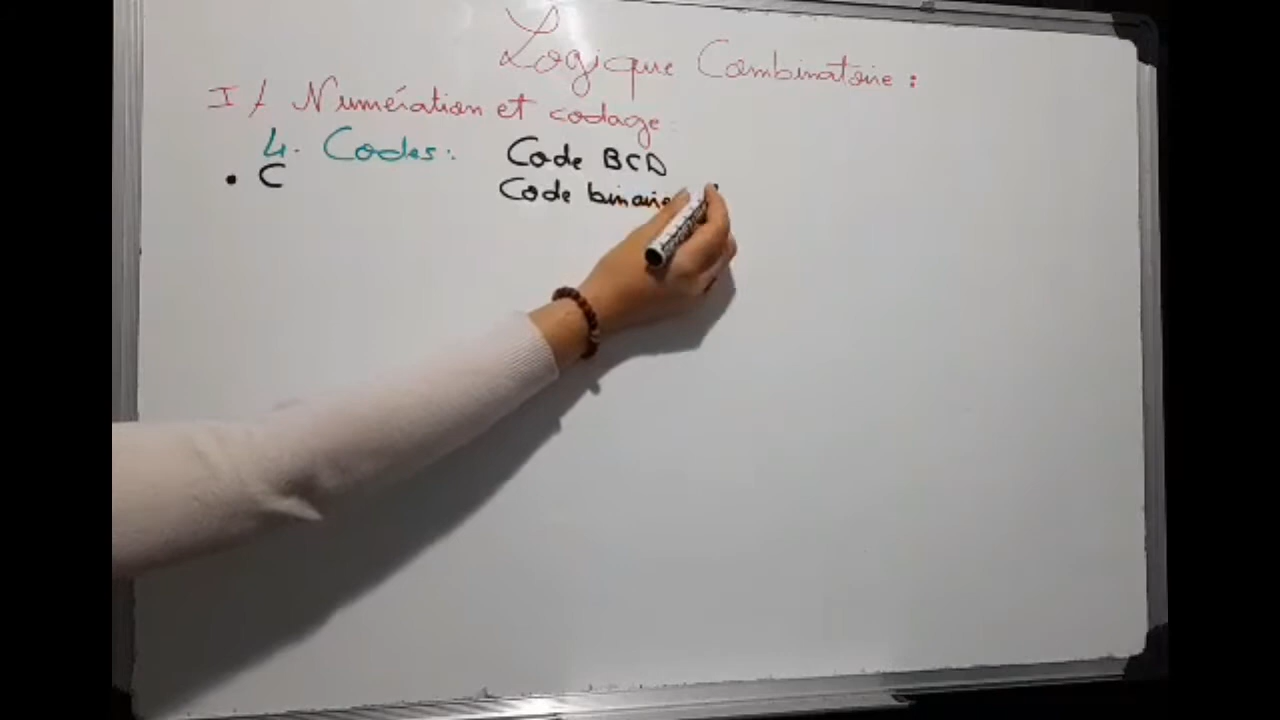 Logique Combinatoire :
I / Numération et codage :
4. Codes : Code BCD
• C Code binaire